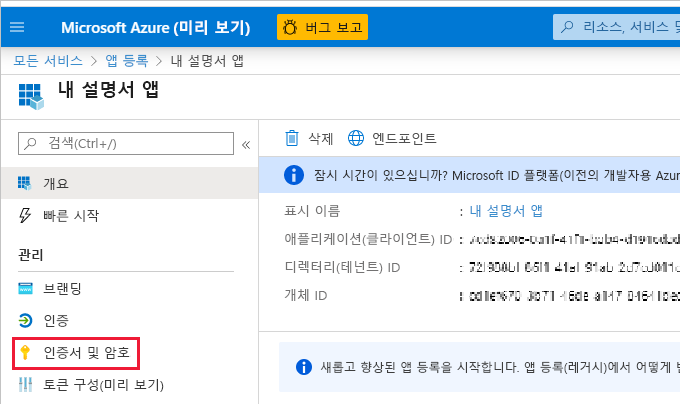 Microsoft Azure (미리 보기)
버그 보고
리소스, 서비스 및
모든 서비스 > 앱 등록 > 내 설명서 앱
내 설명서 앱
검색(Ctrl+/)
«
삭제
엔드포인트
개요
잠시 시간이 있으십니까? Microsoft ID 플랫폼(이전의 개발자용 Azur
빠른 시작
표시 이름 : 내 설명서 앱
애플리케이션(클라이언트) ID :
관리
디렉터리(테넌트) ID :
브랜딩
개체 ID :
인증
인증서 및 암호
새롭고 향상된 앱 등록을 시작합니다. 앱 등록(레거시)에서 어떻게
토큰 구성(미리 보기)